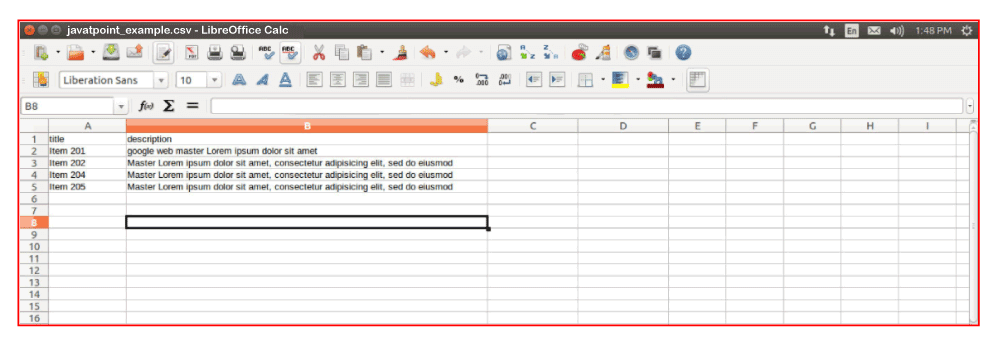 javatpoint_example.csv - LibreOffice Calc En 1:48 PM
Liberation Sans 10
B8 f(x) Σ =
A B C D E F G H I
1 title description
2 Item 201 google web master Lorem ipsum dolor sit amet
3 Item 202 Master Lorem ipsum dolor sit amet, consectetur adipisicing elit, sed do eiusmod
4 Item 204 Master Lorem ipsum dolor sit amet, consectetur adipisicing elit, sed do eiusmod
5 Item 205 Master Lorem ipsum dolor sit amet, consectetur adipisicing elit, sed do eiusmod
6
7
8
9
10
11
12
13
14
15
16